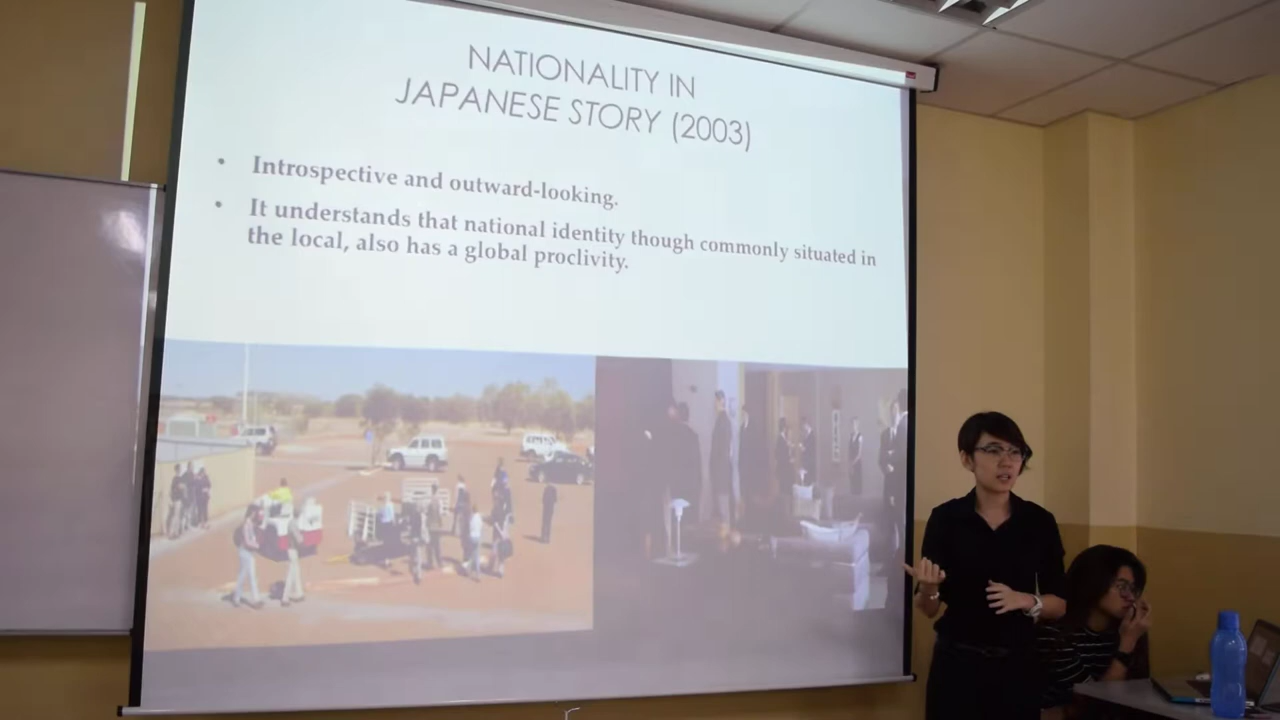 NATIONALITY IN
JAPANESE STORY (2003)
• Introspective and outward-looking.
• It understands that national identity though commonly situated in
the local, also has a global proclivity.